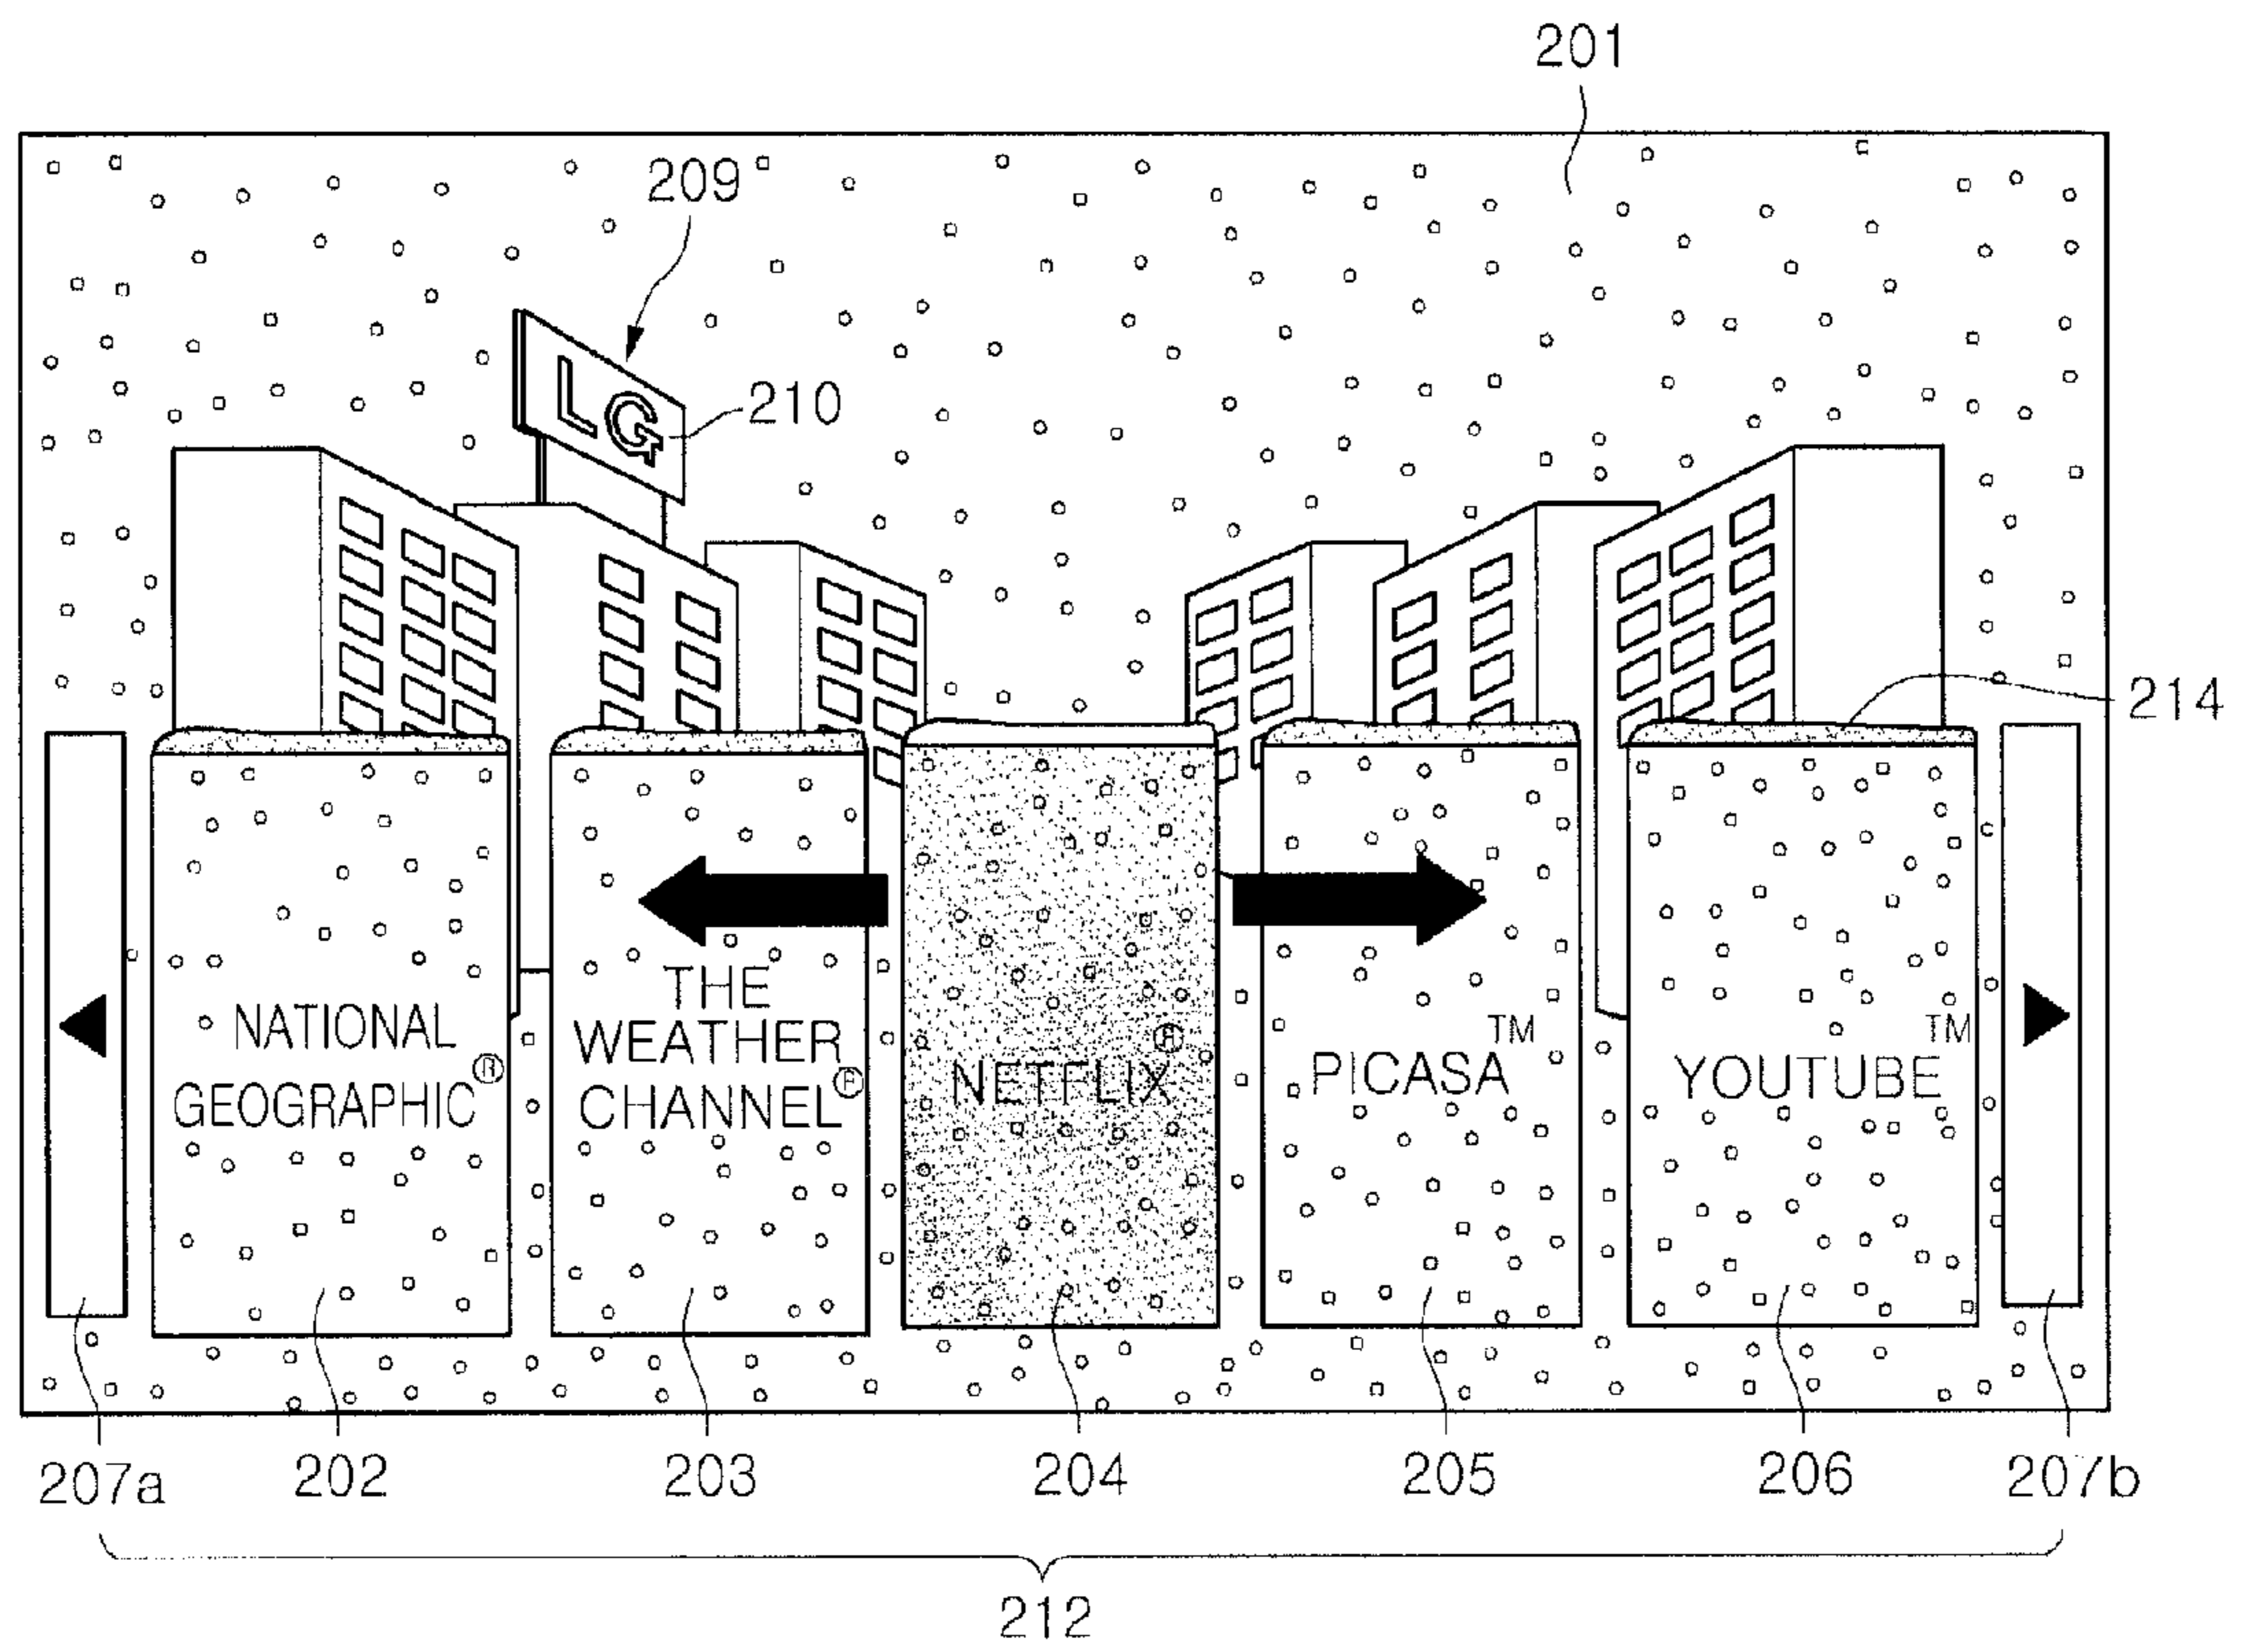 201
209
LG
210
214
NATIONAL
GEOGRAPHIC®
THE
WEATHER
CHANNEL®
NETFLIX®
PICASA™
YOUTUBE™
207a
202
203
204
205
206
207b
212